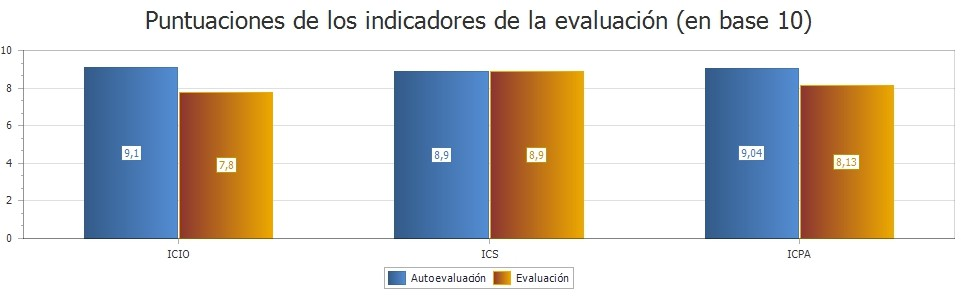 Puntuaciones de los indicadores de la evaluación (en base 10)
10
8
6
4
2
0
9,1
7,8
8,9
8,9
9,04
8,13
ICIO
ICS
ICPA
Autoevaluación
Evaluación